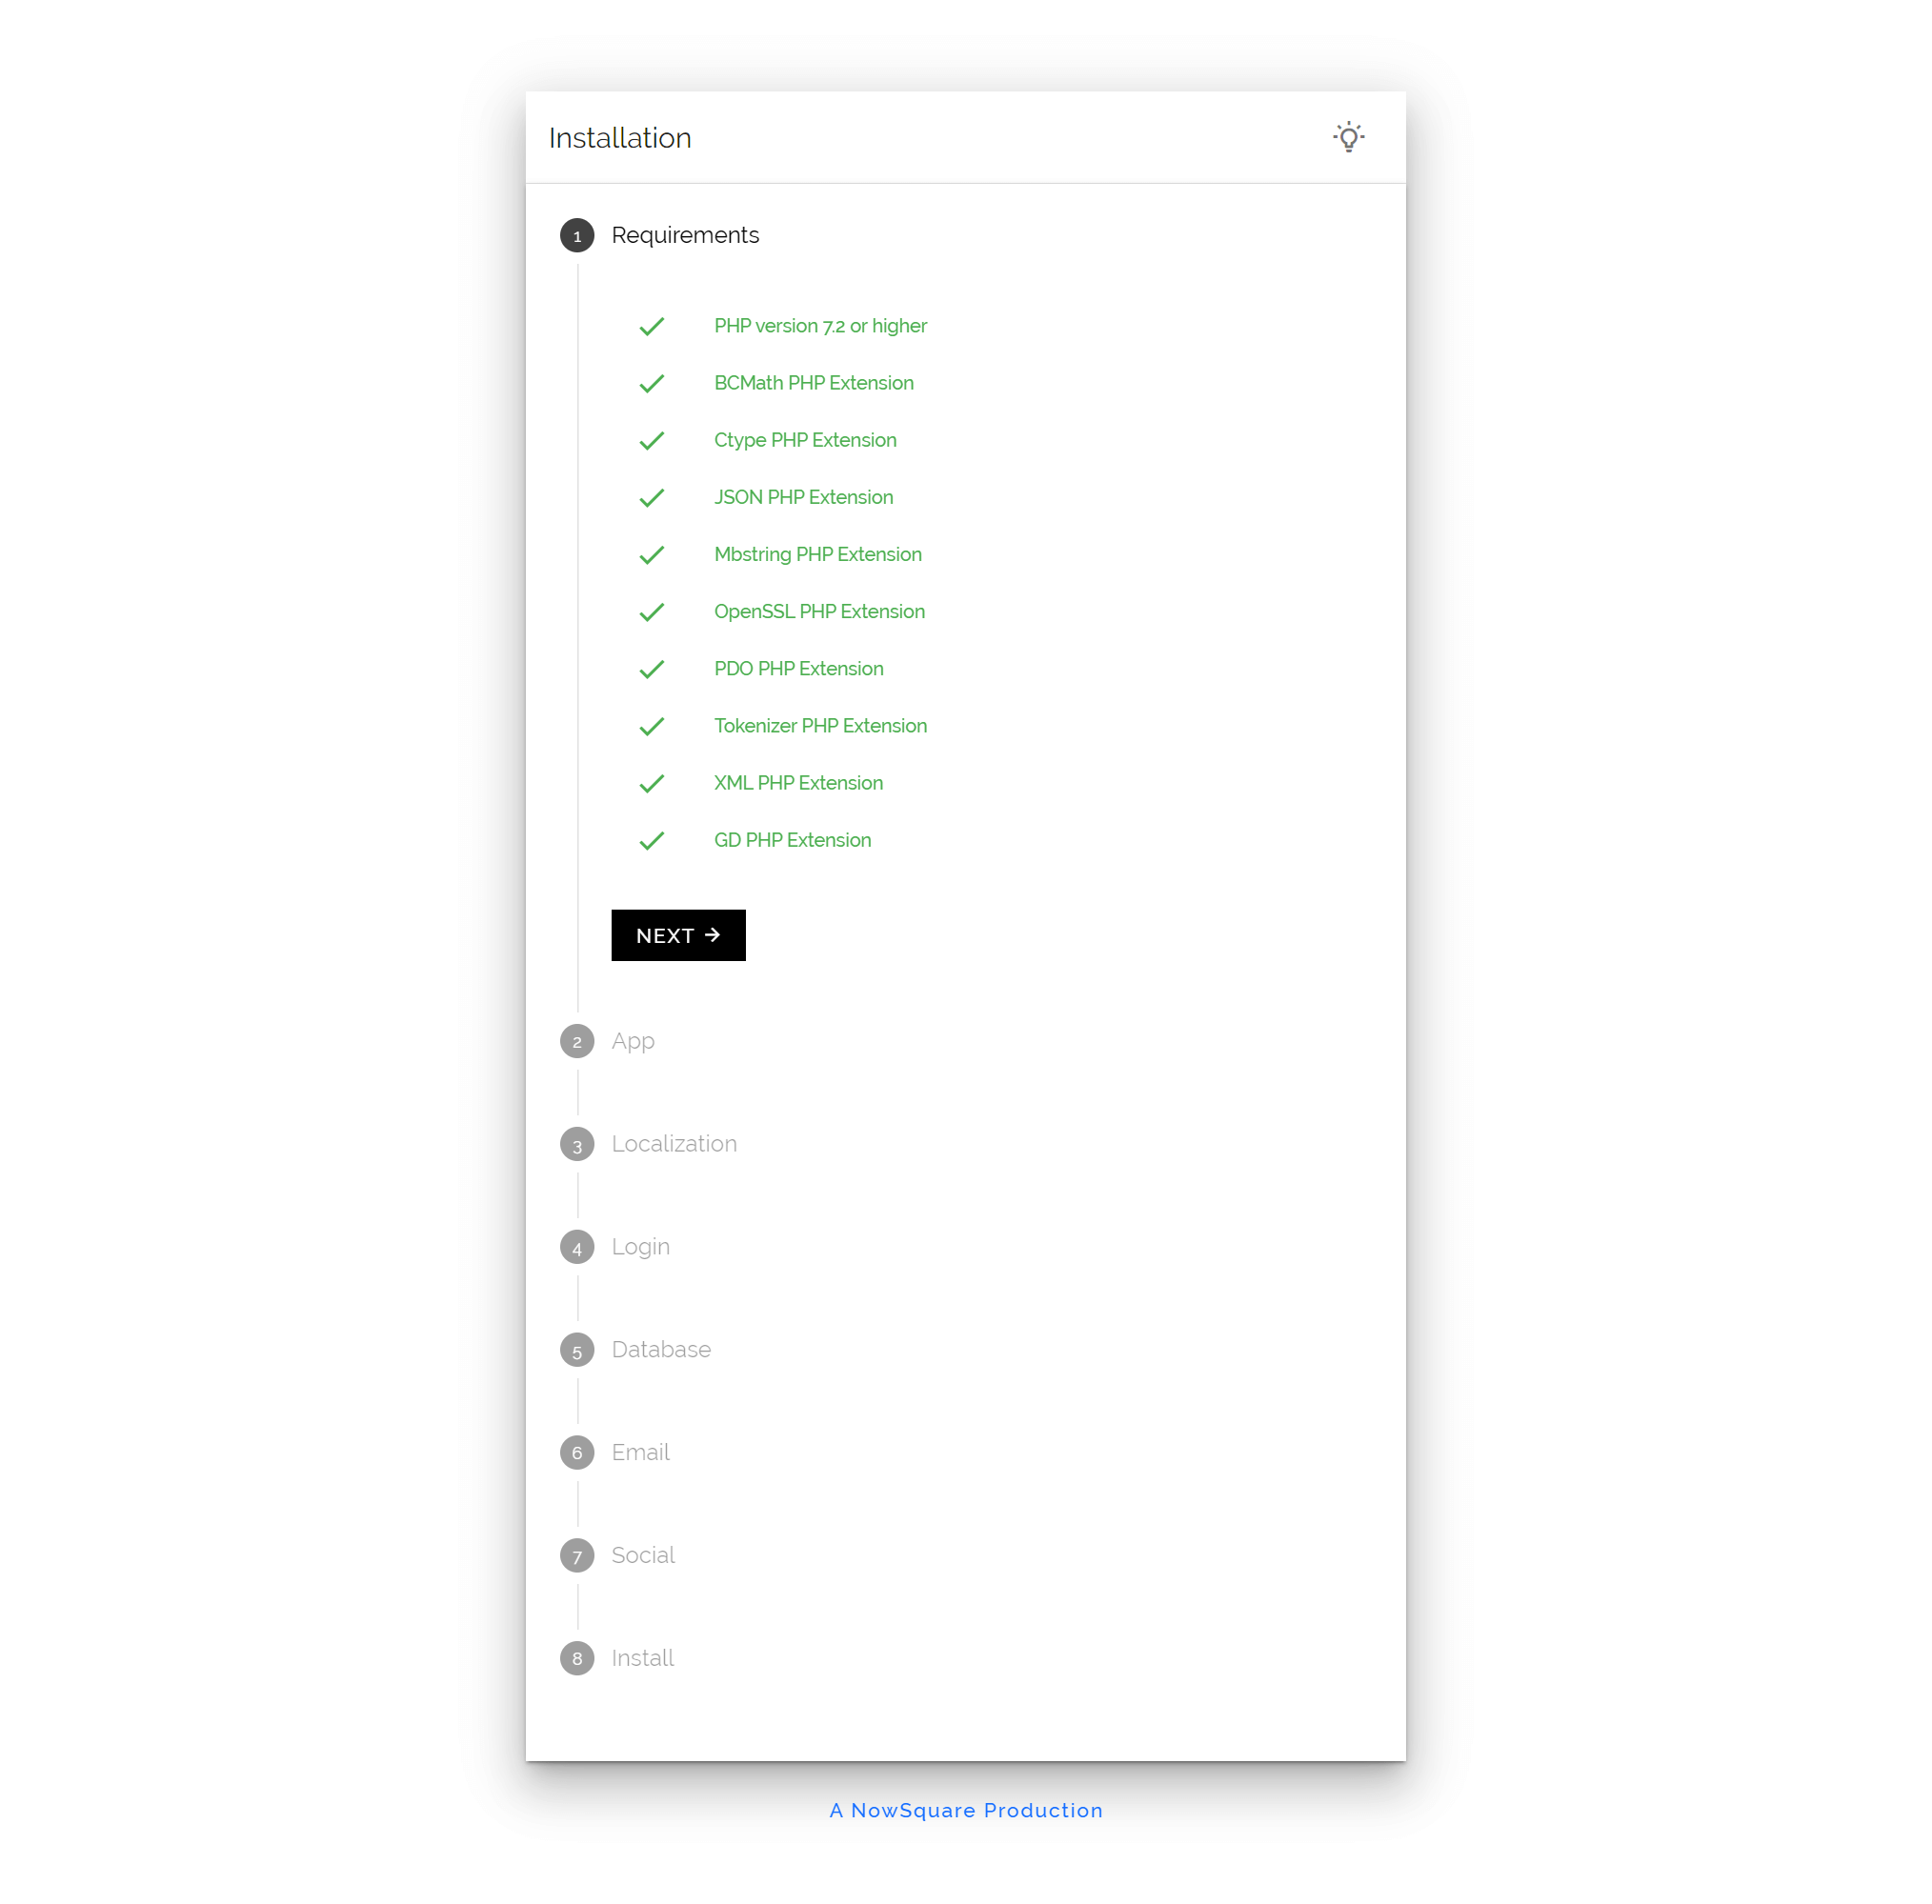 Installation
1 Requirements
PHP version 7.2 or higher
BCMath PHP Extension
Ctype PHP Extension
JSON PHP Extension
Mbstring PHP Extension
OpenSSL PHP Extension
PDO PHP Extension
Tokenizer PHP Extension
XML PHP Extension
GD PHP Extension
NEXT →
2 App
3 Localization
4 Login
5 Database
6 Email
7 Social
8 Install
A NowSquare Production